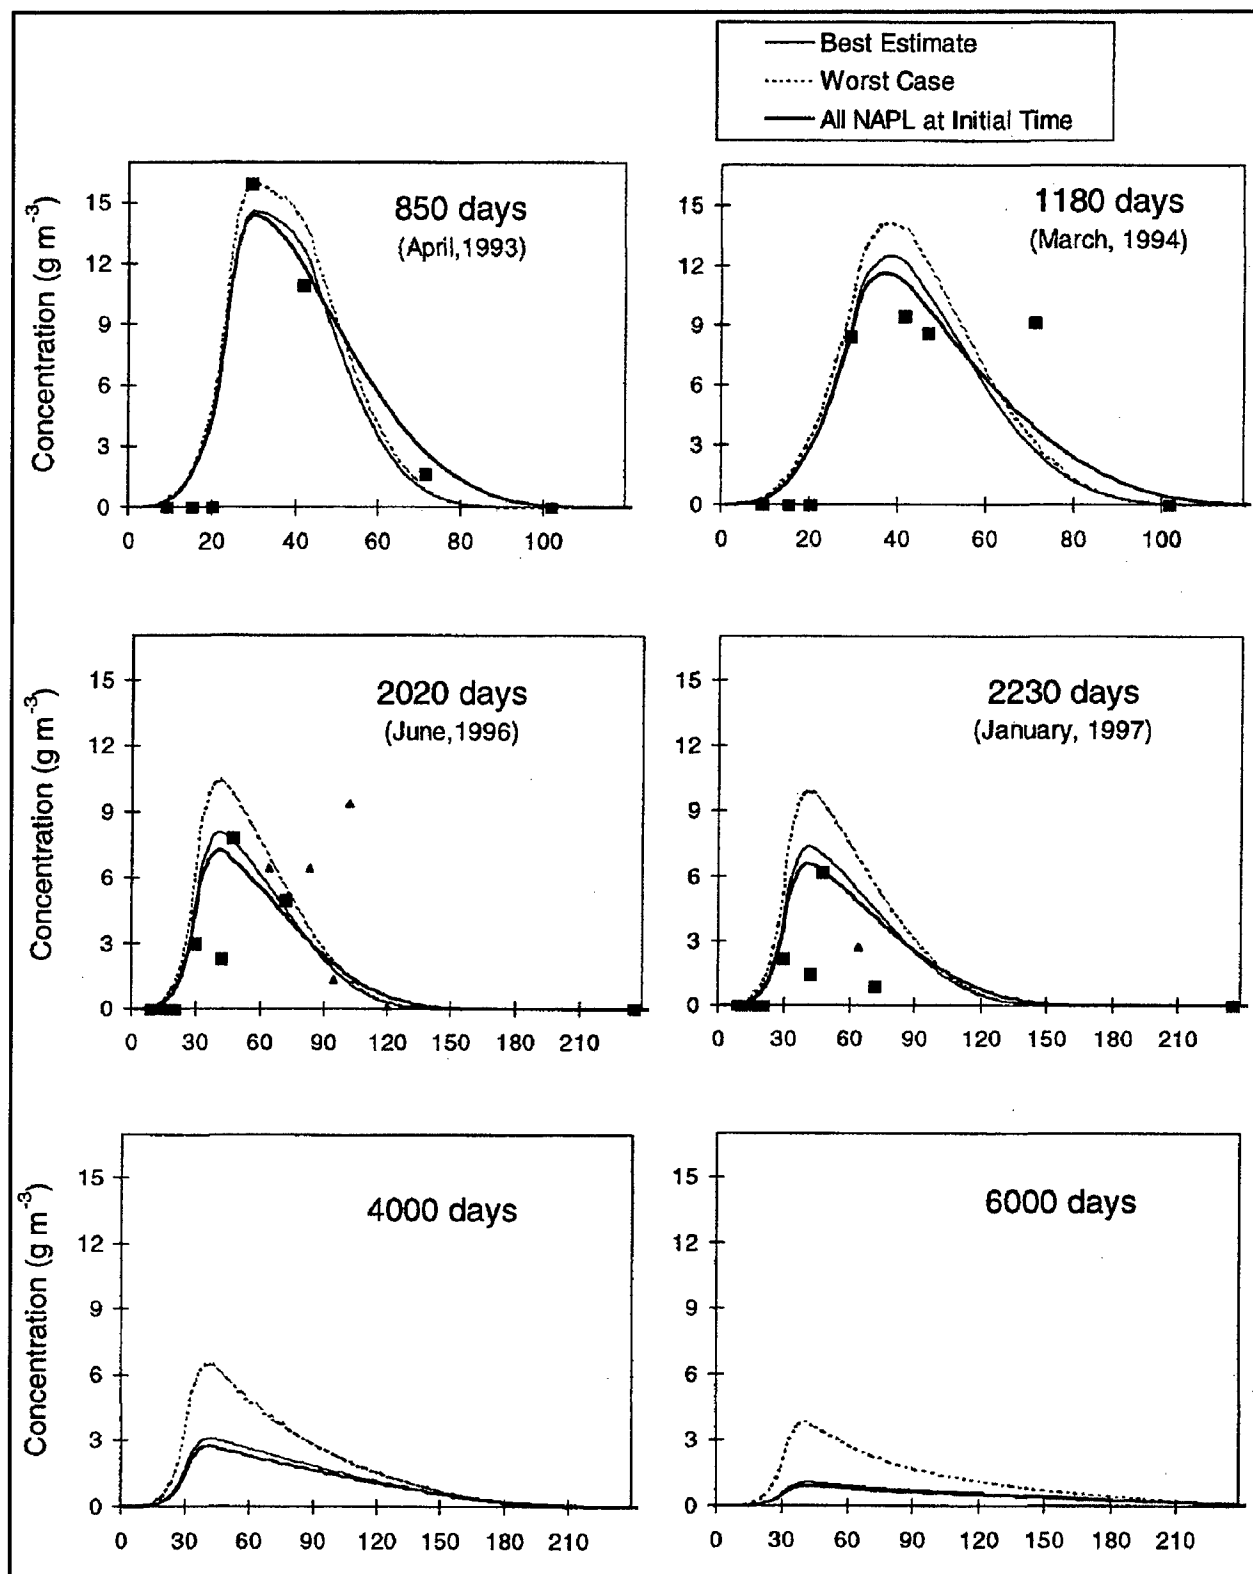 Best Estimate
Worst Case
All NAPL at Initial Time
Concentration (g m-3)
15
12
9
6
3
0
850 days
(April,1993)
0 20 40 60 80 100
15
12
9
6
3
0
1180 days
(March, 1994)
0 20 40 60 80 100
Concentration (g m-3)
15
12
9
6
3
0
2020 days
(June,1996)
0 30 60 90 120 150 180 210
15
12
9
6
3
0
2230 days
(January, 1997)
0 30 60 90 120 150 180 210
Concentration (g m-3)
15
12
9
6
3
0
4000 days
0 30 60 90 120 150 180 210
15
12
9
6
3
0
6000 days
0 30 60 90 120 150 180 210